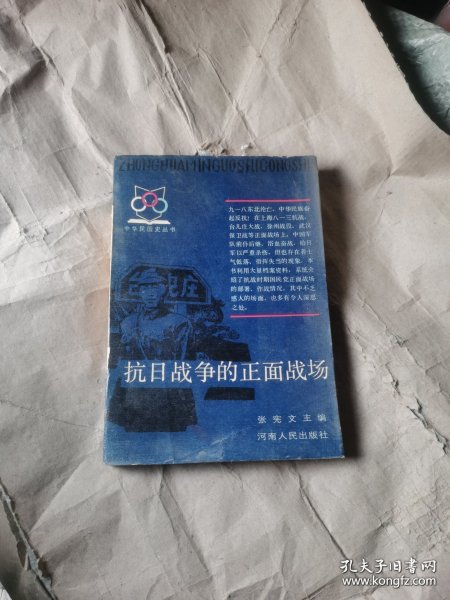 ZHONGHUAMINGUOSHICONGSHU
中华民国史丛书
九一八东北沦亡，中华民族奋
起反抗！在上海八一三抗战、
台儿庄大战、徐州战役、武汉
保卫战等正面战场上，中国军
队前仆后继，浴血奋战，给日
军以严重杀伤，但也存在着士
气低落、指挥失当的现象。本
书利用大量档案资料，系统介
绍了抗战时期国民党正面战场
的部署、作战情况，其中不乏
感人的场面，也多有令人深思
之处。
抗日战争的正面战场
张宪文主编
河南人民出版社
孔夫子旧书网
www.kongfz.com